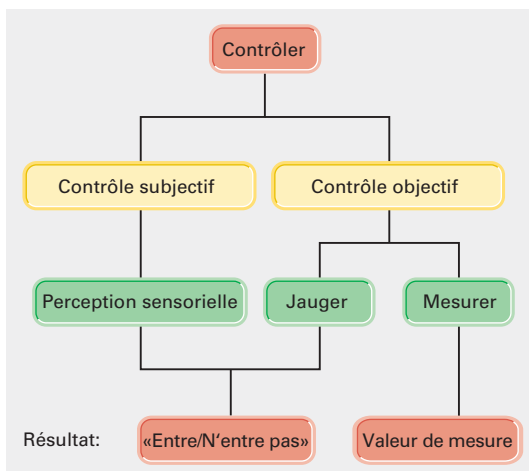 Contrôler
Contrôle subjectif
Contrôle objectif
Perception sensorielle
Jauger
Mesurer
Résultat:
«Entre/N‘entre pas»
Valeur de mesure